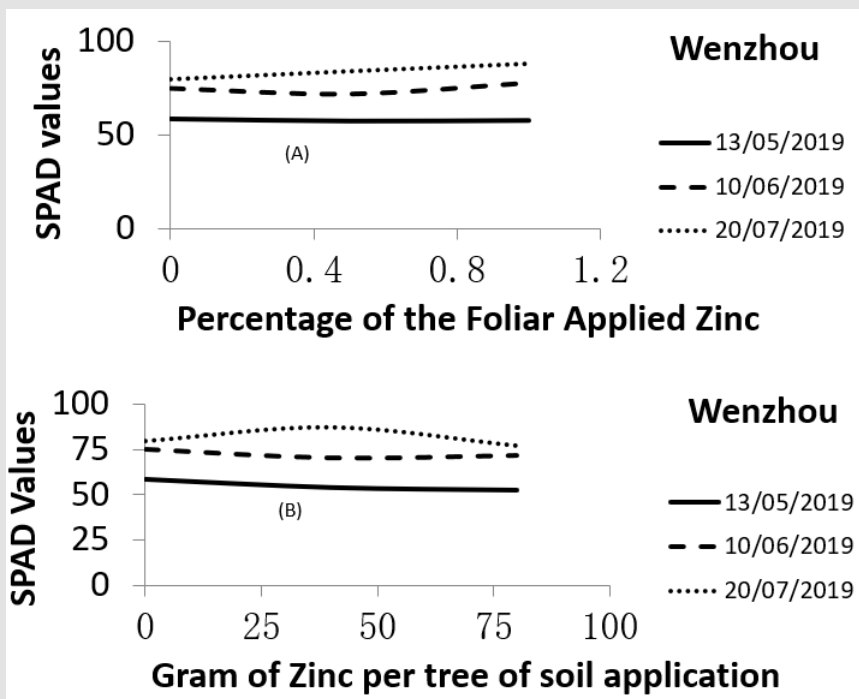 Wenzhou
100
50
0
SPAD values
(A)
13/05/2019
10/06/2019
20/07/2019
0 0.4 0.8 1.2
Percentage of the Foliar Applied Zinc
Wenzhou
100
75
50
25
0
SPAD Values
(B)
13/05/2019
10/06/2019
20/07/2019
0 25 50 75 100
Gram of Zinc per tree of soil application